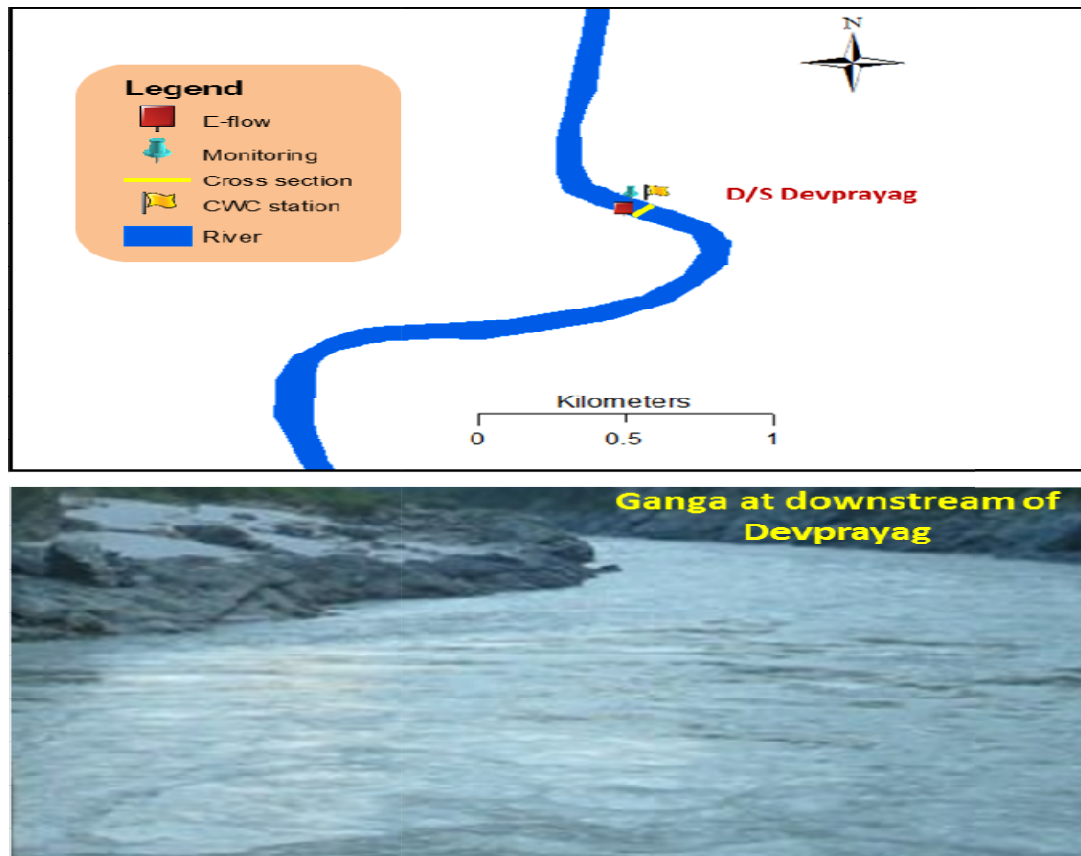 N
Legend
E-flow
Monitoring
Cross section
CWC station
River
D/S Devprayag
Kilometers
0 0.5 1
Ganga at downstream of
Devprayag